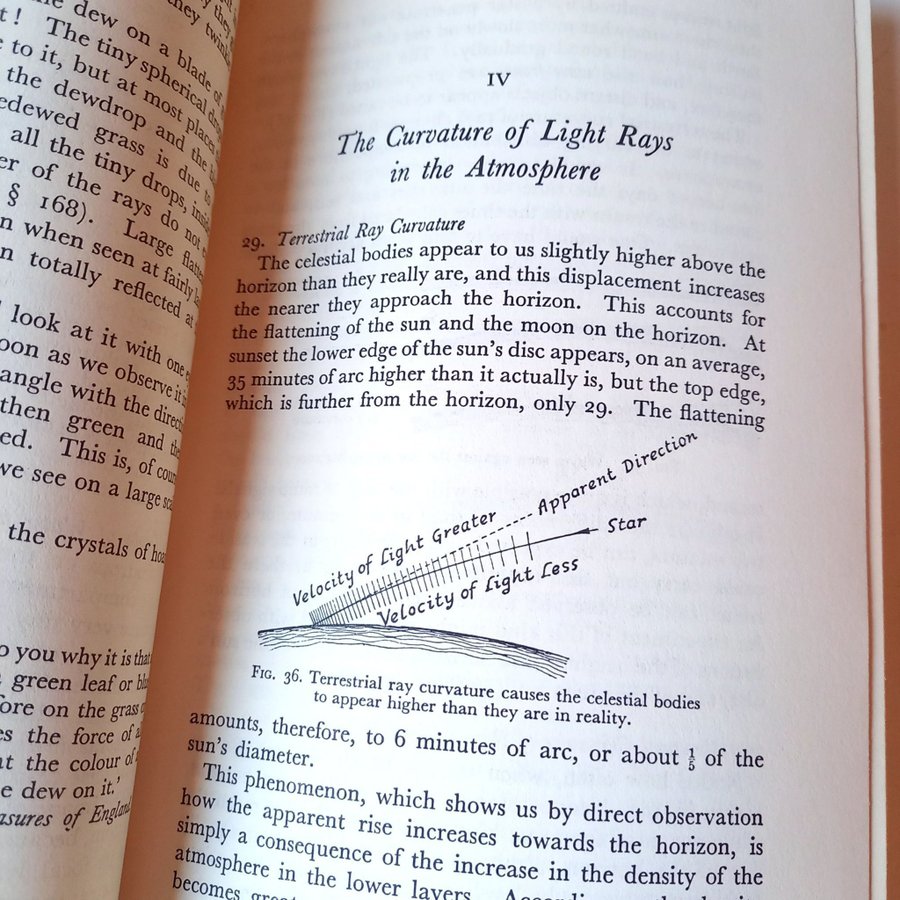 the dew on a blade of
t! The tiny spherical drops
to it, but at most places
the dewdrop and the
edewed grass is due to
all the tiny drops,
er of the rays do not
§ 168). Large
n when seen at fairly
n totally reflected at
look at it with one
oon as we observe it
angle with the
then green and the
ed. This is, of
we see on a large
the crystals of
o you why it is that
green leaf or
ore on the grass
es the force of
at the colour of
e dew on it.'
asures of England
IV
The Curvature of Light Rays
in the Atmosphere
29. Terrestrial Ray Curvature
The celestial bodies appear to us slightly higher above the
horizon than they really are, and this displacement increases
the nearer they approach the horizon. This accounts for
the flattening of the sun and the moon on the horizon. At
sunset the lower edge of the sun's disc appears, on an average,
35 minutes of arc higher than it actually is, but the top edge,
which is further from the horizon, only 29. The flattening
Velocity of Light Greater
Apparent Direction
Star
Velocity of Light Less
Fig. 36. Terrestrial ray curvature causes the celestial bodies
to appear higher than they are in reality.
amounts, therefore, to 6 minutes of arc, or about ⅕ of the
sun's diameter.
This phenomenon, which shows us by direct observation
how the apparent rise increases towards the horizon, is
simply a consequence of the increase in the density of the
atmosphere in the lower layers.
becomes